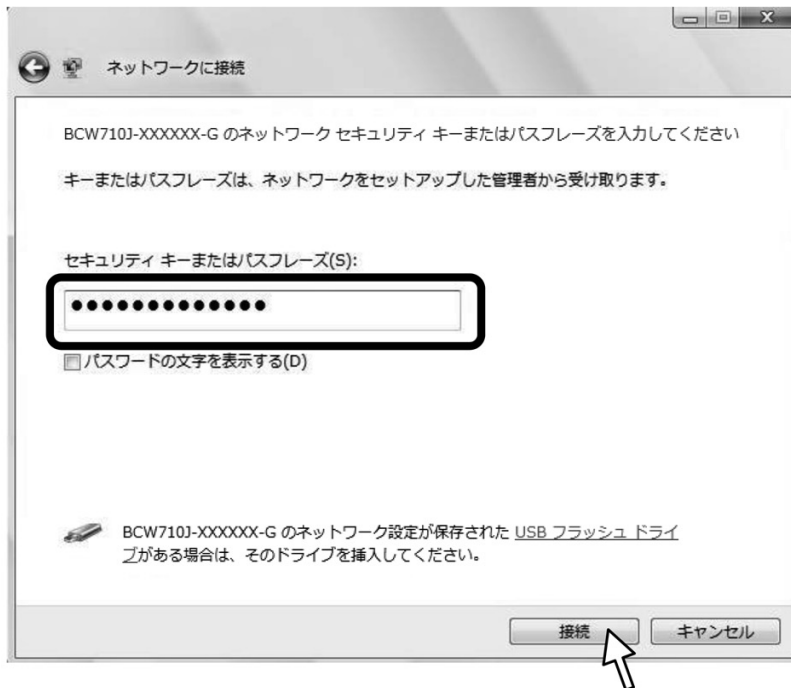 ネットワークに接続
BCW710J-XXXXXX-G のネットワーク セキュリティ キーまたはパスフレーズを入力してください
キーまたはパスフレーズは、ネットワークをセットアップした管理者から受け取ります。
セキュリティ キーまたはパスフレーズ(S):
●●●●●●●●●●●●●
パスワードの文字を表示する(D)
BCW710J-XXXXXX-G のネットワーク設定が保存された USB フラッシュ ドライ
ブがある場合は、そのドライブを挿入してください。
接続
キャンセル